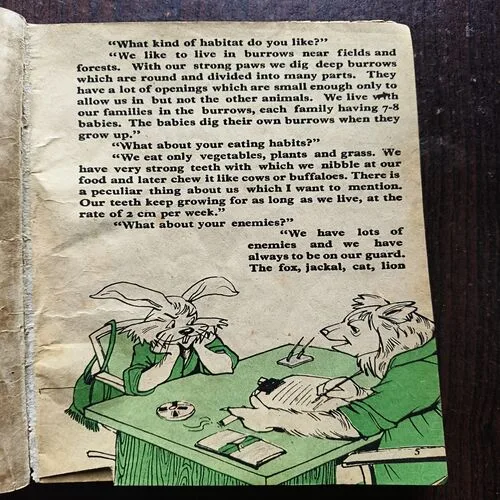 "What kind of habitat do you like?"
"We like to live in burrows near fields and
forests. With our strong paws we dig deep burrows
which are round and divided into many parts. They
have a lot of openings which are small enough only to
allow us in but not the other animals. We live with
our families in the burrows, each family having 7-8
babies. The babies dig their own burrows when they
grow up."
"What about your eating habits?"
"We eat only vegetables, plants and grass. We
have very strong teeth with which we nibble at our
food and later chew it like cows or buffaloes. There is
a peculiar thing about us which I want to mention.
Our teeth keep growing for as long as we live, at the
rate of 2 cm per week."
"What about your enemies?"
"We have lots of
enemies and we have
always to be on our guard.
The fox, jackal, cat, lion
5